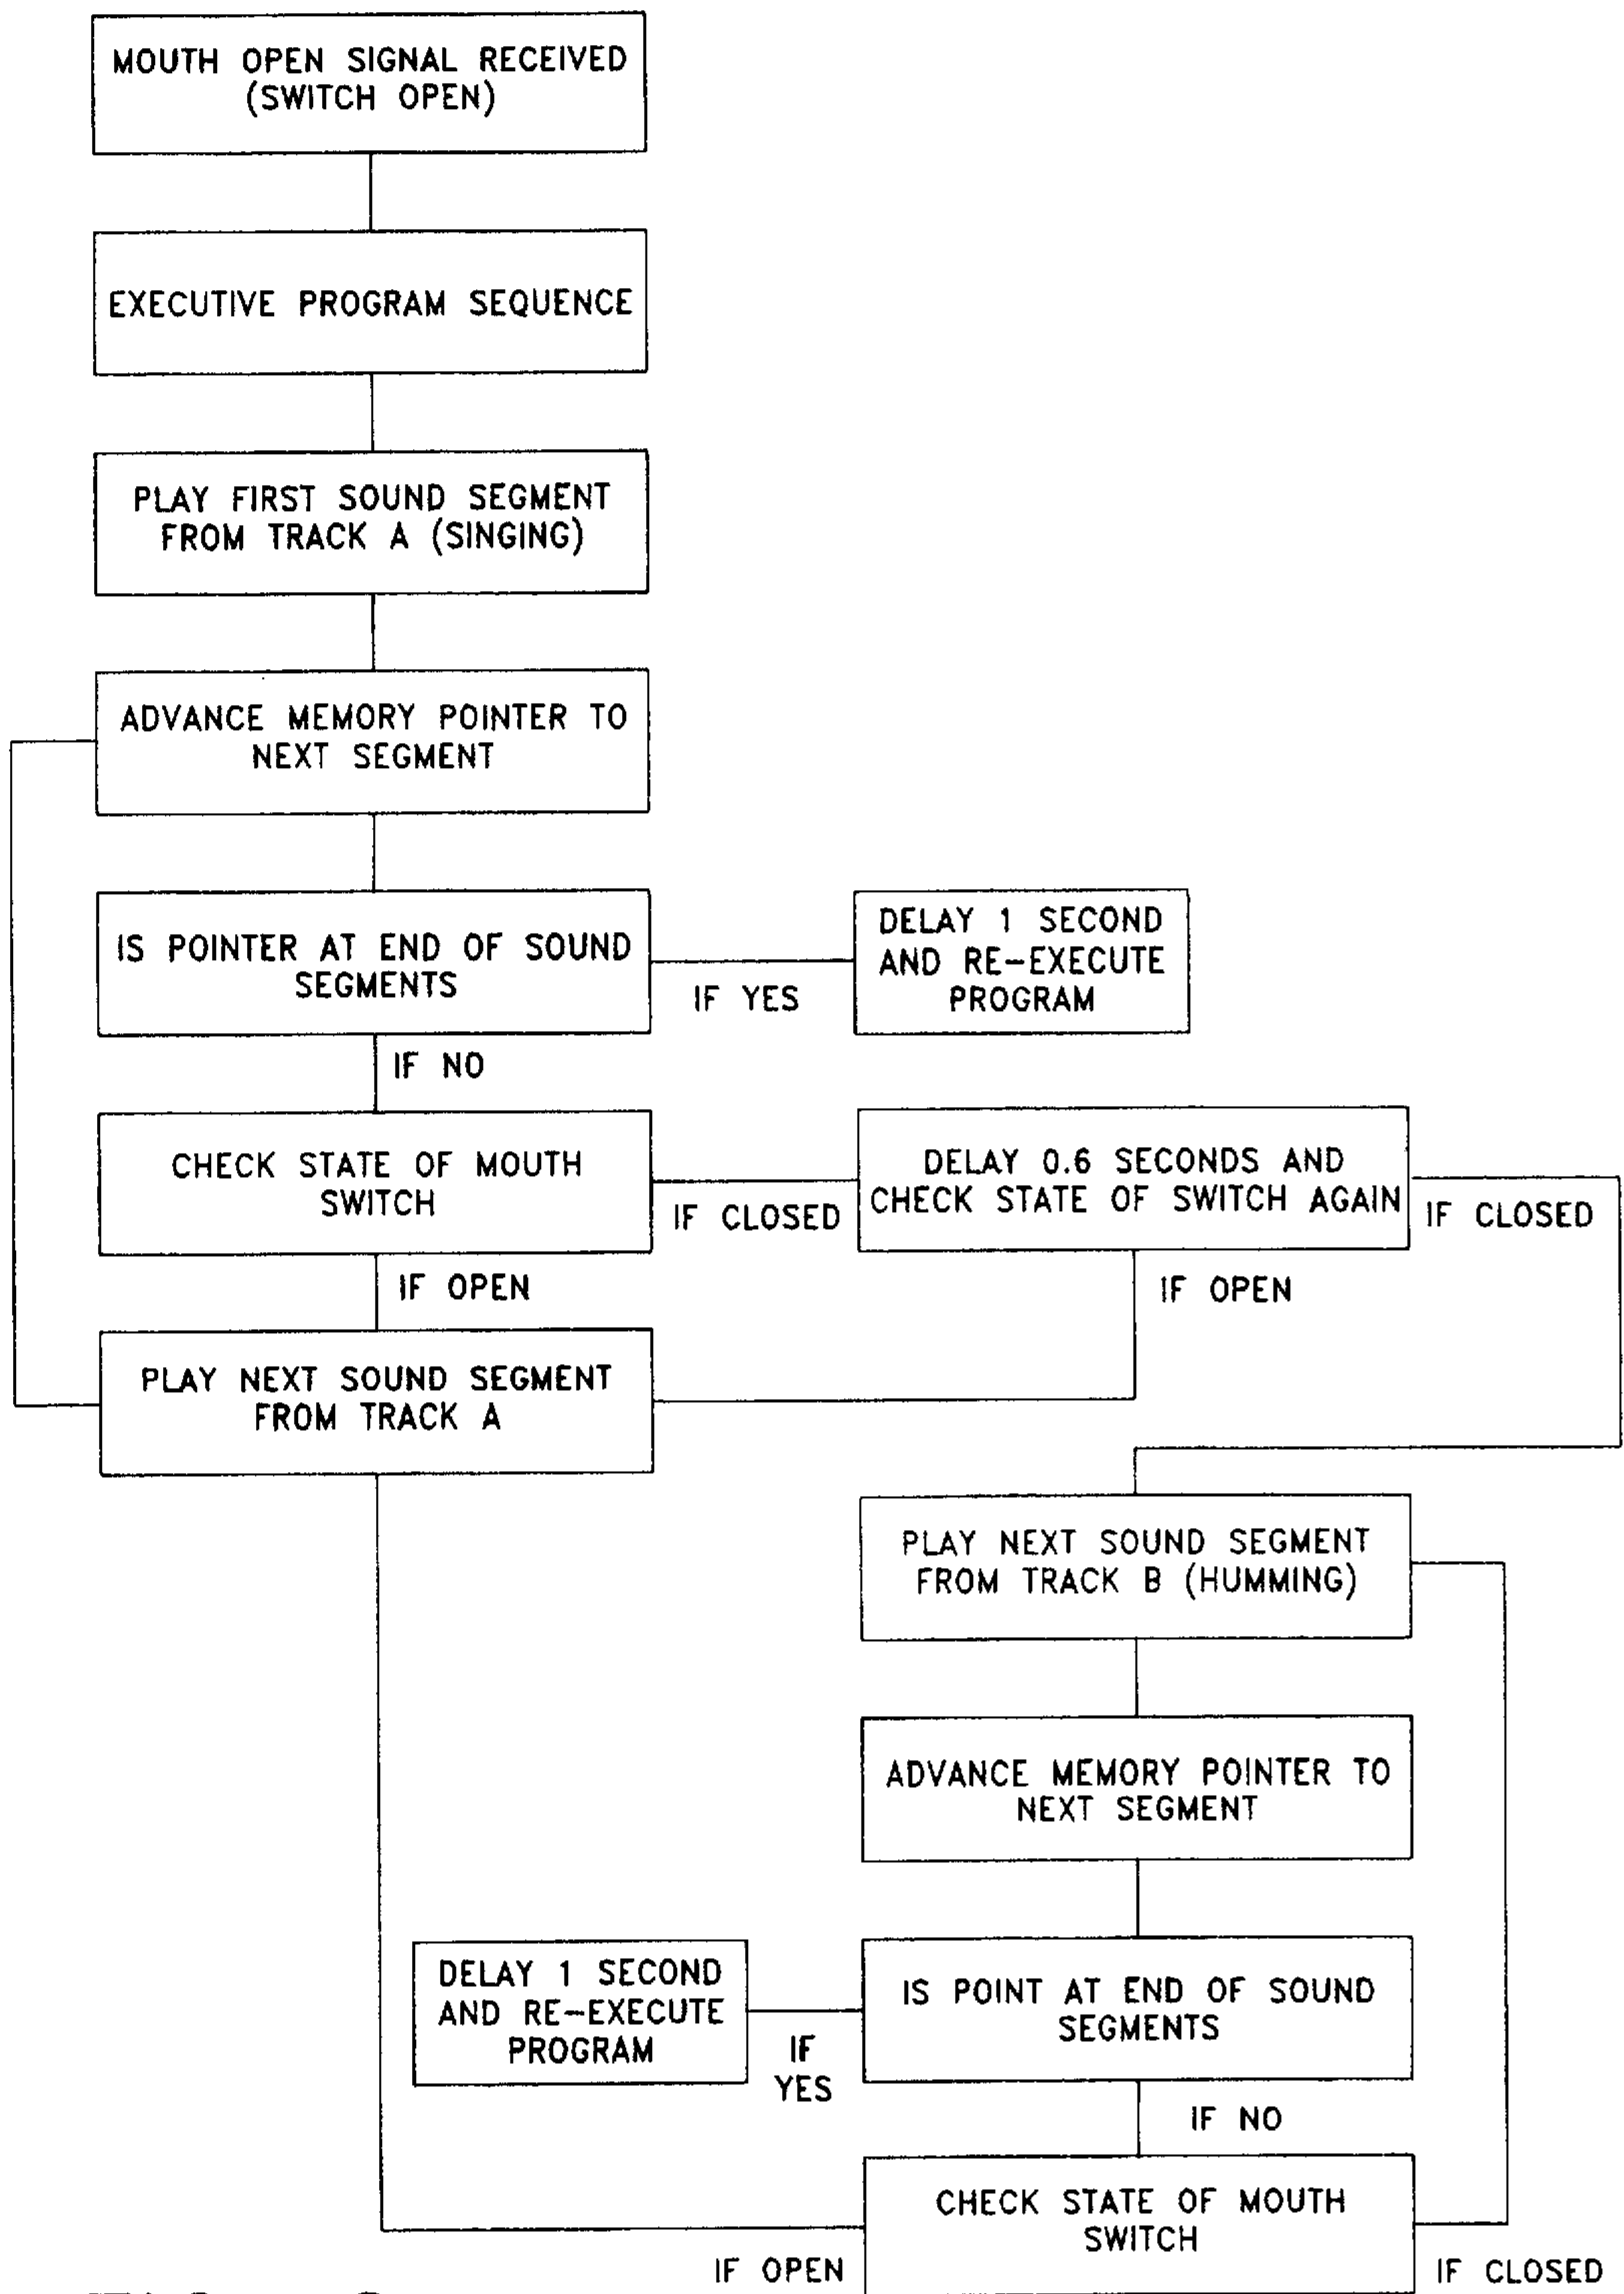 MOUTH OPEN SIGNAL RECEIVED
(SWITCH OPEN)
EXECUTIVE PROGRAM SEQUENCE
PLAY FIRST SOUND SEGMENT
FROM TRACK A (SINGING)
ADVANCE MEMORY POINTER TO
NEXT SEGMENT
IS POINTER AT END OF SOUND
SEGMENTS
IF YES
DELAY 1 SECOND
AND RE-EXECUTE
PROGRAM
IF NO
CHECK STATE OF MOUTH
SWITCH
IF CLOSED
DELAY 0.6 SECONDS AND
CHECK STATE OF SWITCH AGAIN
IF CLOSED
IF OPEN
IF OPEN
PLAY NEXT SOUND SEGMENT
FROM TRACK A
PLAY NEXT SOUND SEGMENT
FROM TRACK B (HUMMING)
ADVANCE MEMORY POINTER TO
NEXT SEGMENT
IS POINT AT END OF SOUND
SEGMENTS
IF
YES
DELAY 1 SECOND
AND RE-EXECUTE
PROGRAM
IF NO
CHECK STATE OF MOUTH
SWITCH
IF OPEN
IF CLOSED